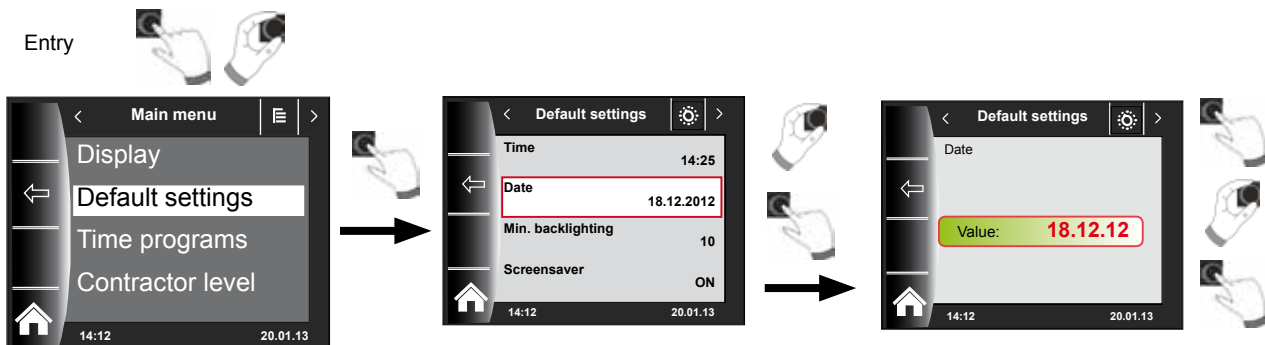 Entry
< Main menu >
Display
Default settings
Time programs
Contractor level
14:12 20.01.13
< Default settings >
Time
14:25
Date
18.12.2012
Min. backlighting
10
Screensaver
ON
14:12 20.01.13
< Default settings >
Date
Value: 18.12.12
14:12 20.01.13